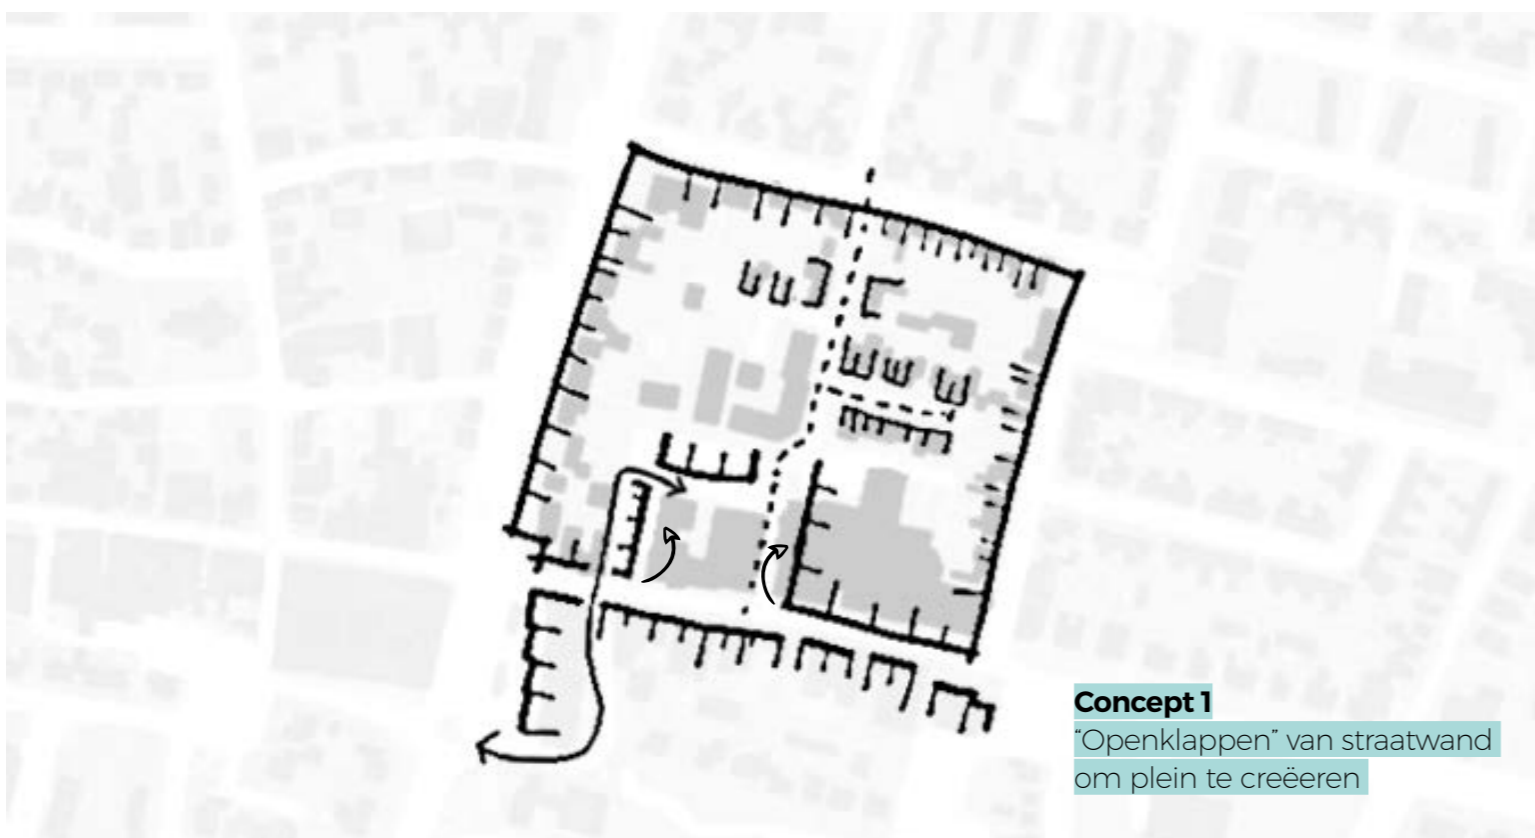 Concept 1
“Openklappen” van straatwand
om plein te creëeren